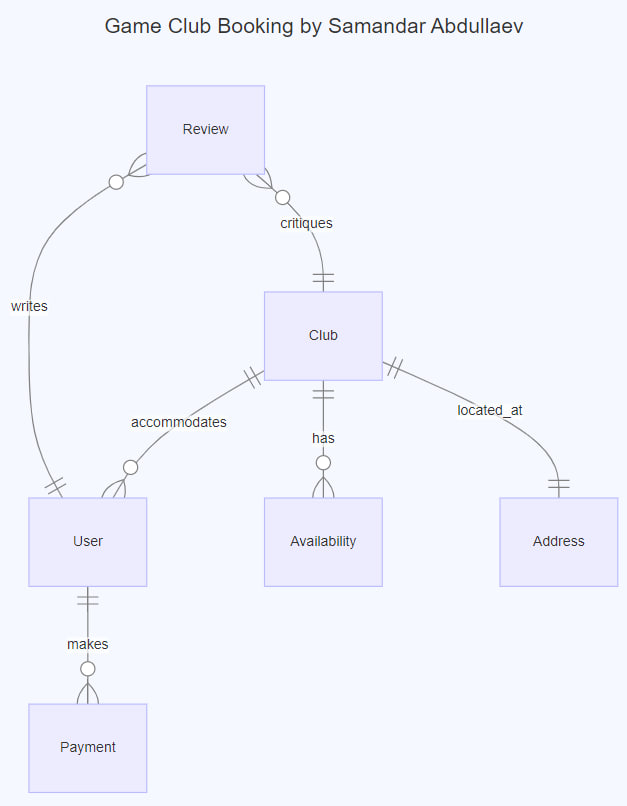 Game Club Booking by Samandar Abdullaev
Review
critiques
writes
Club
located_at
accommodates
has
User
Availability
Address
makes
Payment